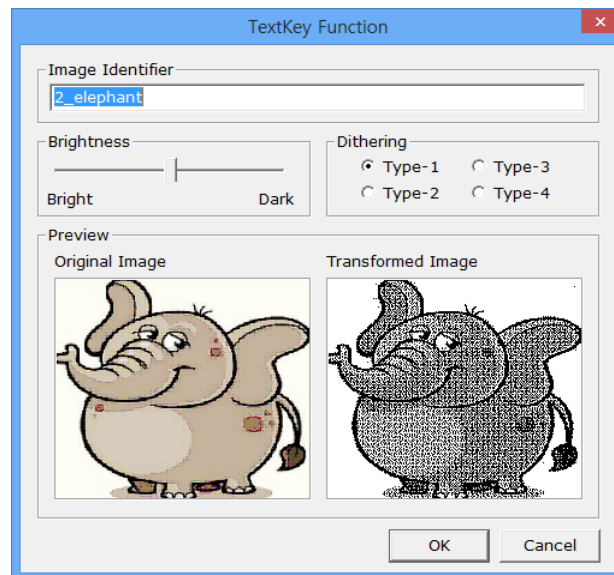 TextKey Function
Image Identifier
2_elephant
Brightness
Bright Dark
Dithering
Type-1 Type-3
Type-2 Type-4
Preview
Original Image Transformed Image
OK Cancel